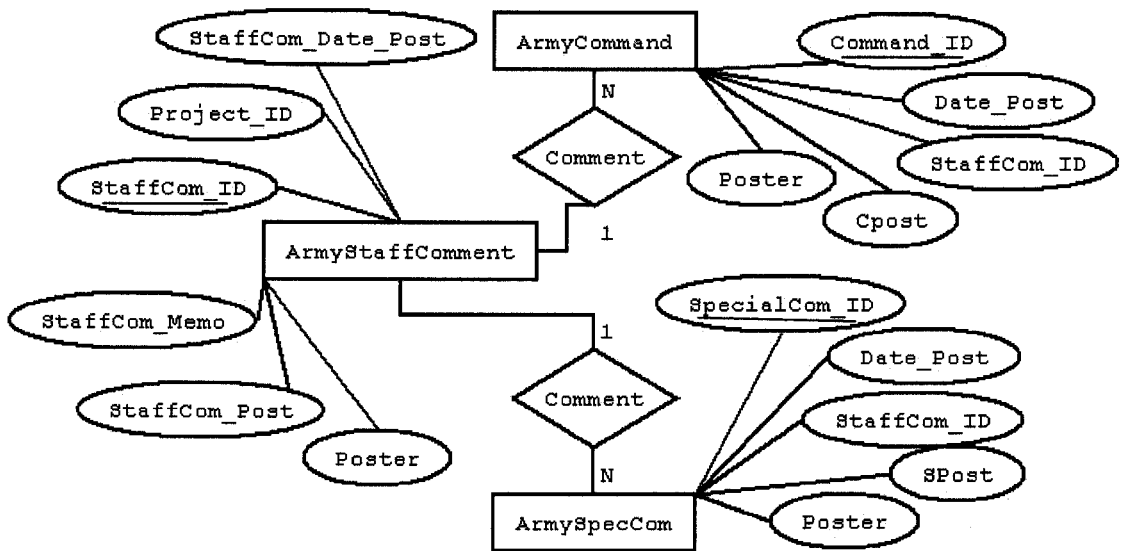 StaffCom_Date_Post
ArmyCommand
Command_ID
Project_ID
N
Date_Post
Comment
StaffCom_ID
StaffCom_ID
Poster
Cpost
1
ArmyStaffComment
SpecialCom_ID
StaffCom_Memo
1
Date_Post
Comment
StaffCom_Post
StaffCom_ID
Poster
N
SPost
ArmySpecCom
Poster